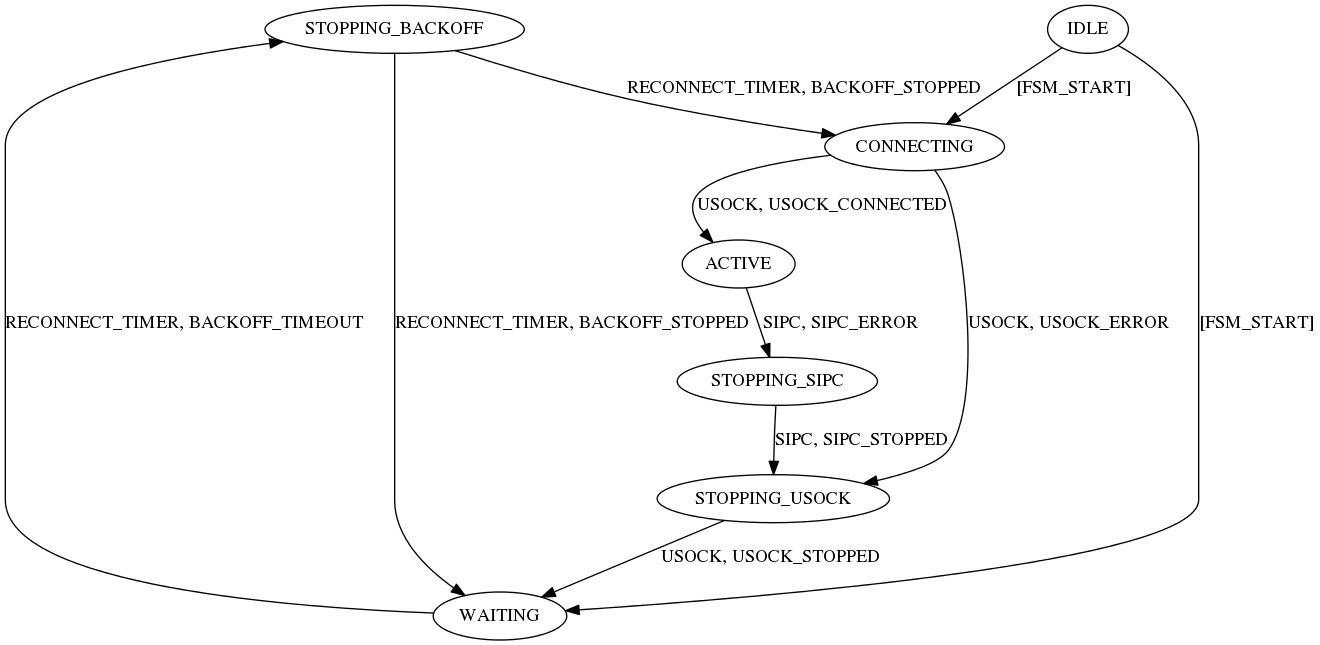 STOPPING_BACKOFF
IDLE
RECONNECT_TIMER, BACKOFF_STOPPED
[FSM_START]
CONNECTING
USOCK, USOCK_CONNECTED
ACTIVE
RECONNECT_TIMER, BACKOFF_TIMEOUT
RECONNECT_TIMER, BACKOFF_STOPPED
SIPC, SIPC_ERROR
USOCK, USOCK_ERROR
[FSM_START]
STOPPING_SIPC
SIPC, SIPC_STOPPED
STOPPING_USOCK
USOCK, USOCK_STOPPED
WAITING